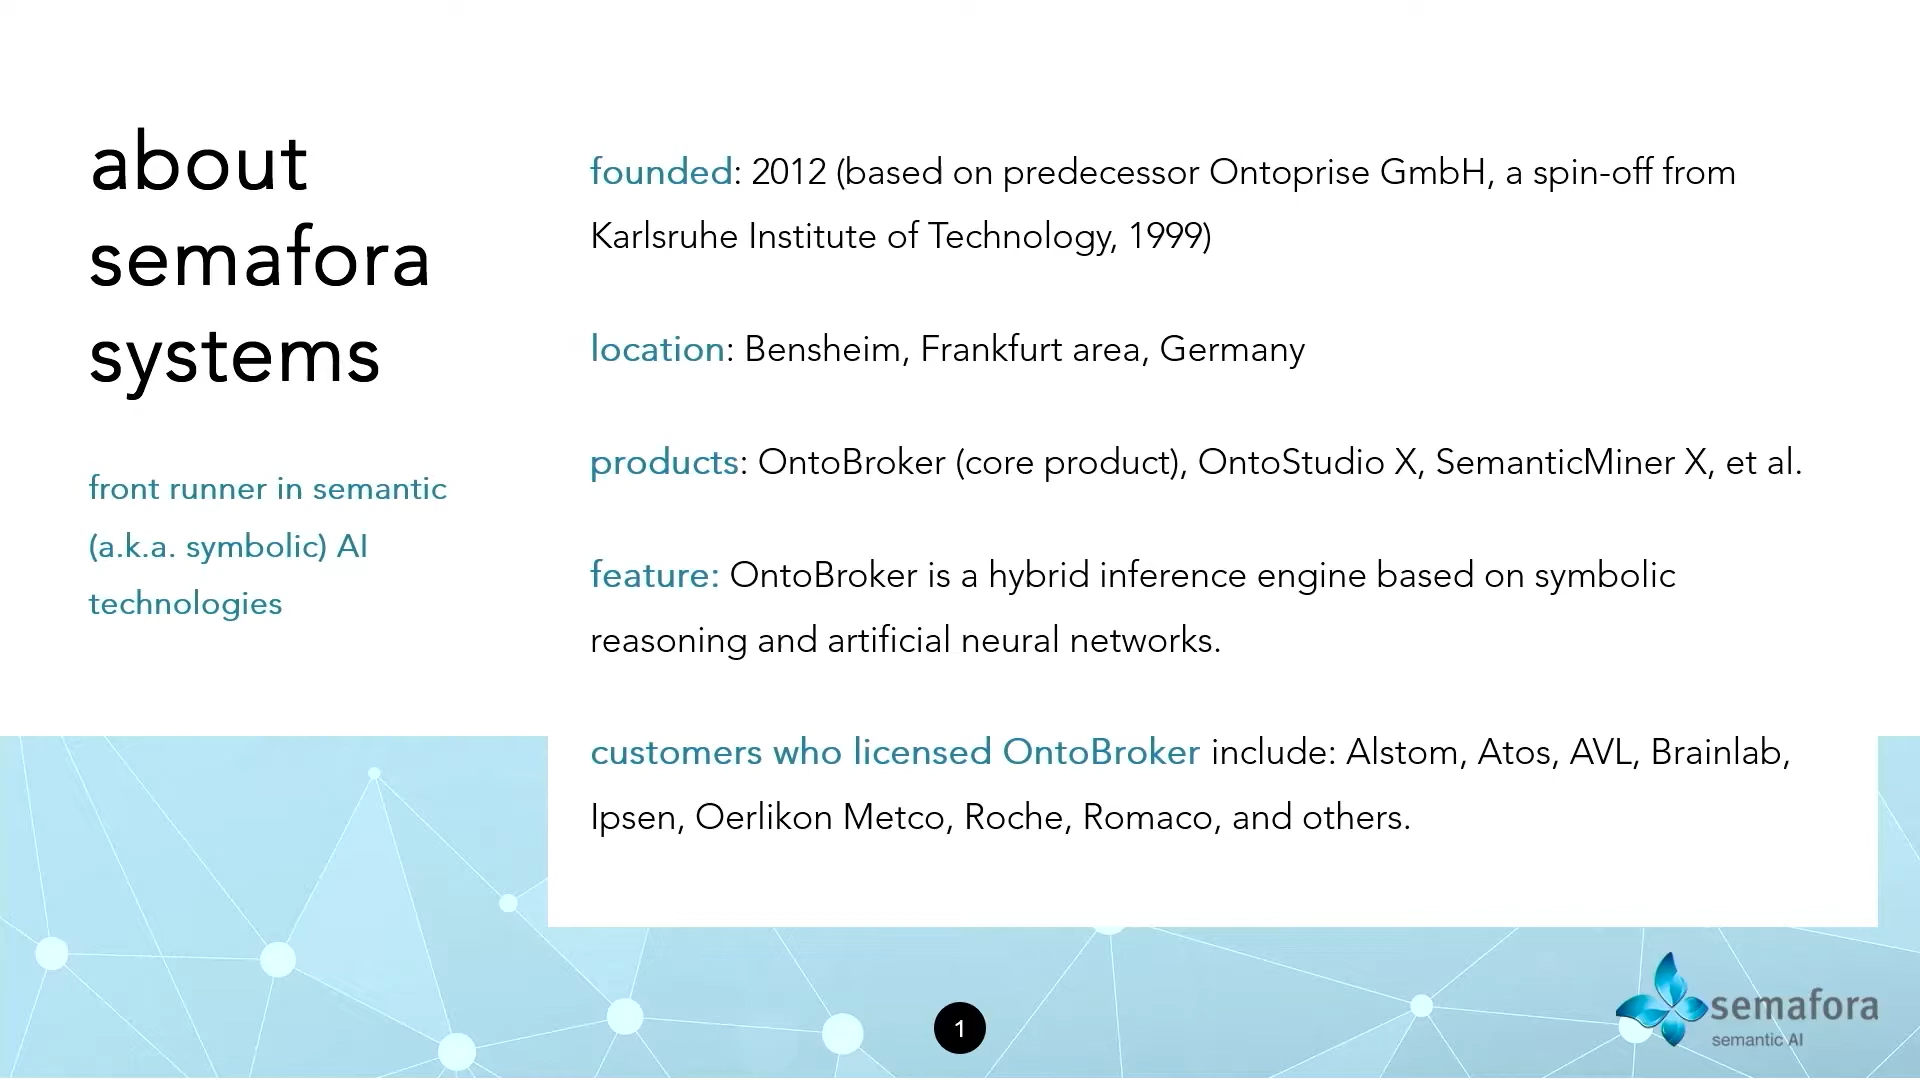 about
semafora
systems
front runner in semantic
(a.k.a. symbolic) AI
technologies
founded: 2012 (based on predecessor Ontoprise GmbH, a spin-off from
Karlsruhe Institute of Technology, 1999)
location: Bensheim, Frankfurt area, Germany
products: OntoBroker (core product), OntoStudio X, SemanticMiner X, et al.
feature: OntoBroker is a hybrid inference engine based on symbolic
reasoning and artificial neural networks.
customers who licensed OntoBroker include: Alstom, Atos, AVL, Brainlab,
Ipsen, Oerlikon Metco, Roche, Romaco, and others.
1
semafora
semantic AI